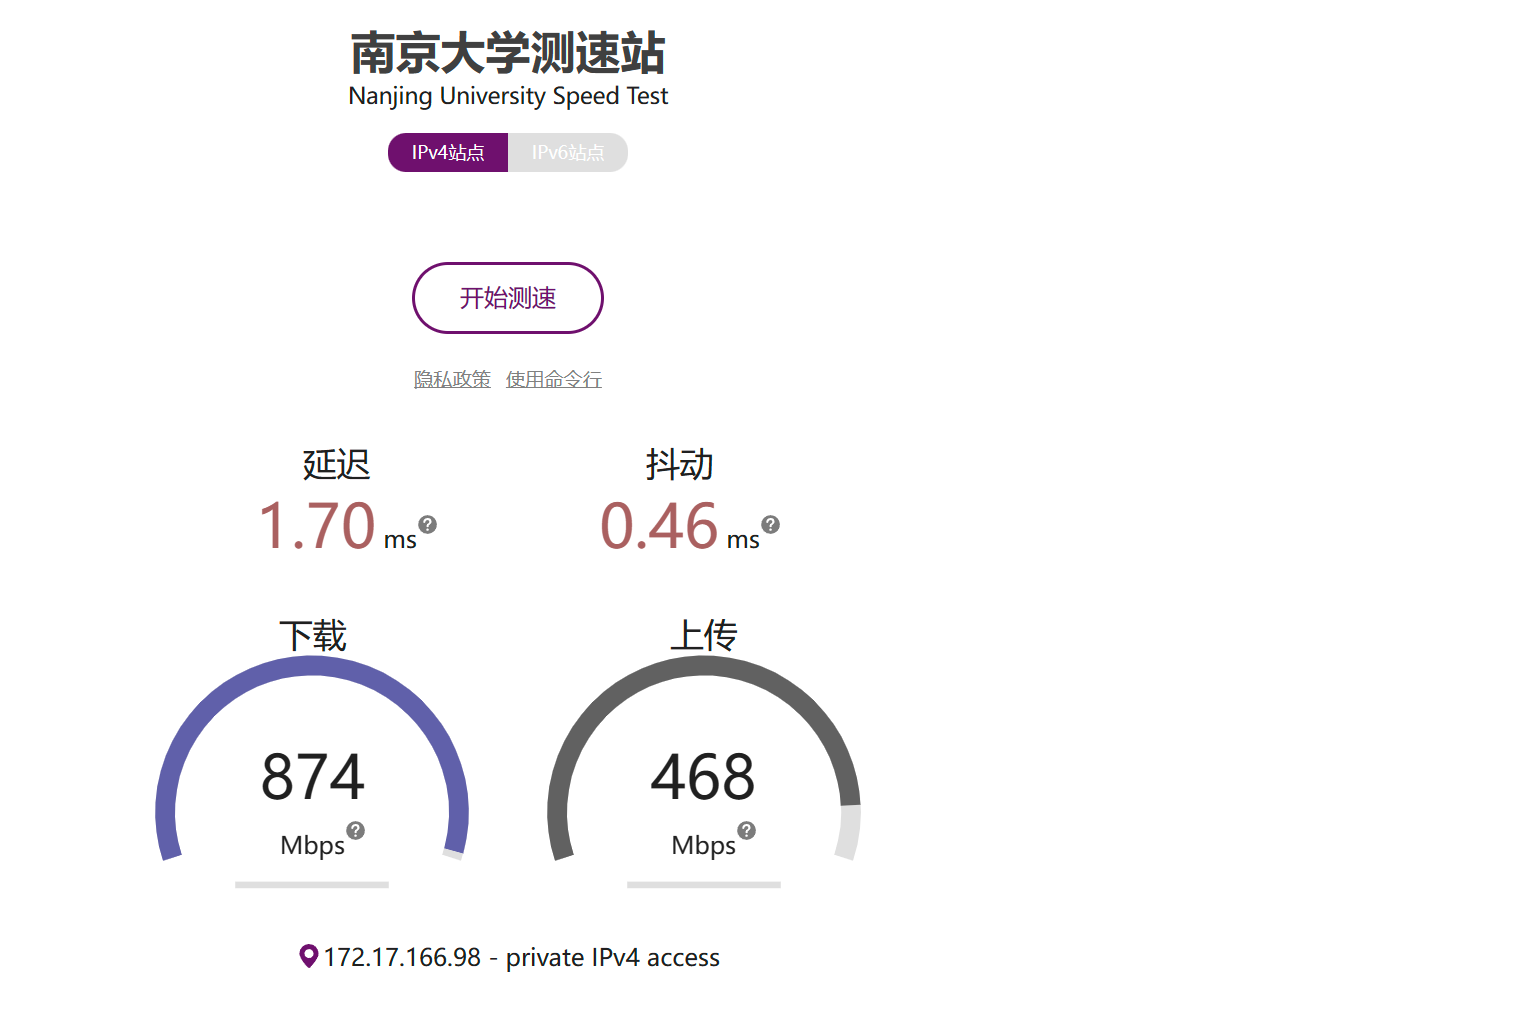 南京大学测速站
Nanjing University Speed Test
IPv4站点 IPv6站点
开始测速
隐私政策 使用命令行
延迟 抖动
1.70 ms ? 0.46 ms ?
下载 上传
874 468
Mbps ? Mbps ?
172.17.166.98 - private IPv4 access